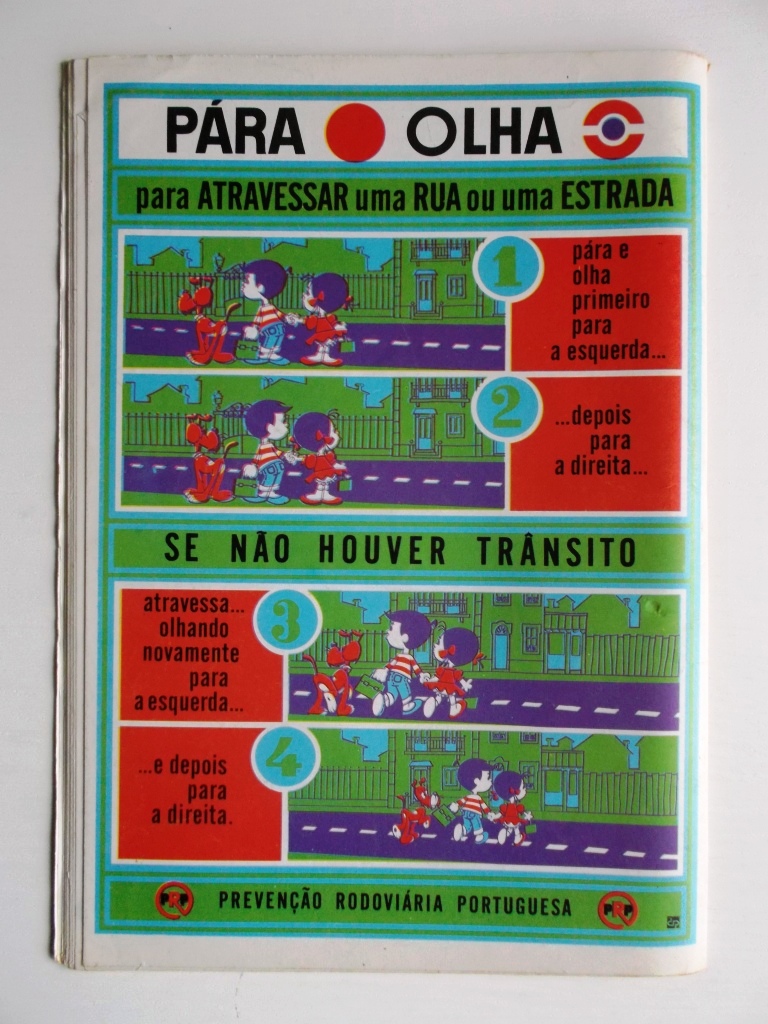 PÁRA OLHA
para ATRAVESSAR uma RUA ou uma ESTRADA
1
pára e
olha
primeiro
para
a esquerda...
2
...depois
para
a direita...
SE NÃO HOUVER TRÂNSITO
atravessa...
olhando
novamente
para
a esquerda...
3
...e depois
para
a direita.
4
PRP PREVENÇÃO RODOVIÁRIA PORTUGUESA PRP